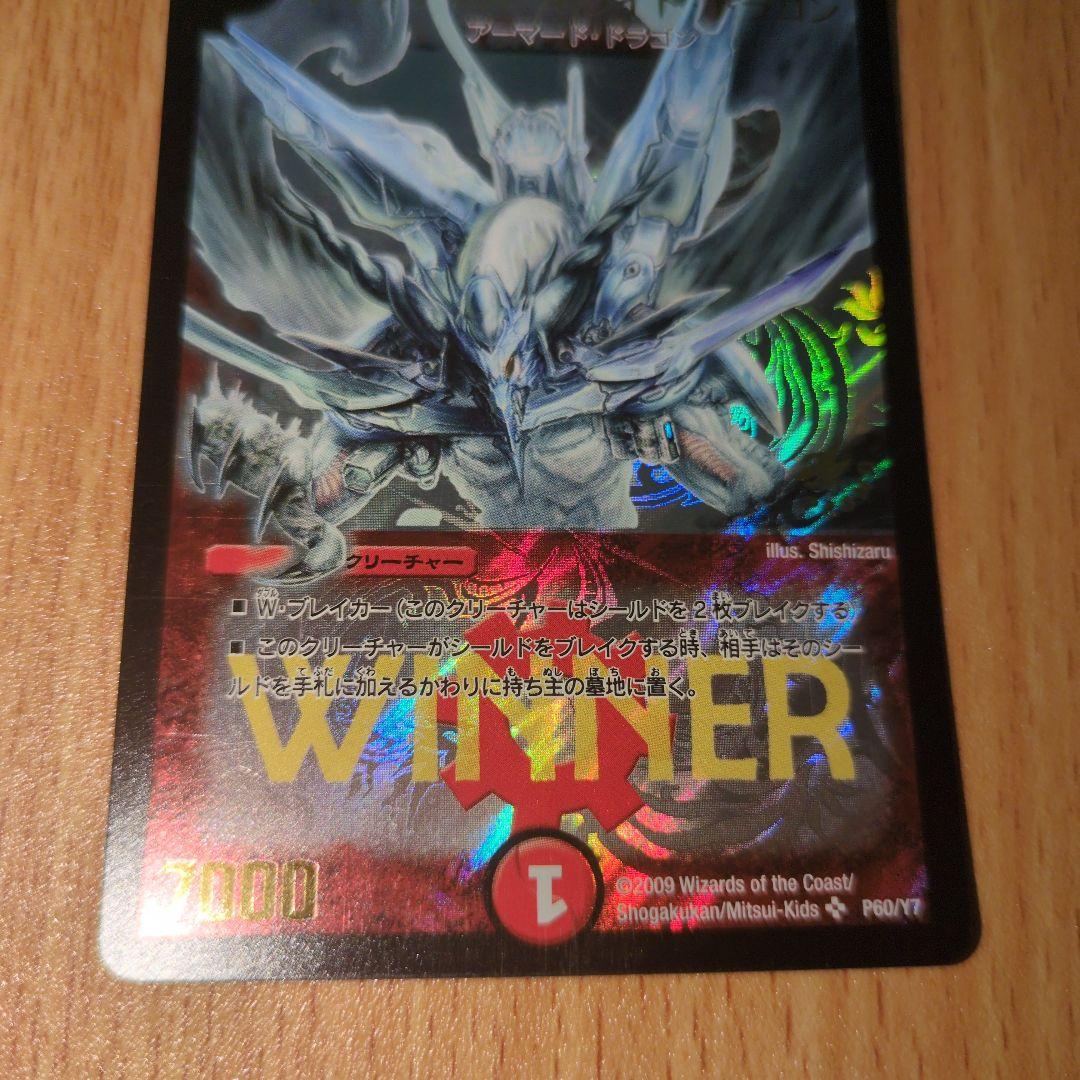 ドラゴン
アーマード・ドラゴン
クリーチャー
illus. Shishizaru
■ W・ブレイカー (このクリーチャーはシールドを2枚ブレイクする)
■ このクリーチャーがシールドをブレイクする時、相手はそのシー
ルドを手札に加えるかわりに持ち主の墓地に置く。
WINNER
7000
1
©2009 Wizards of the Coast/
Shogakukan/Mitsui-Kids P60/Y7